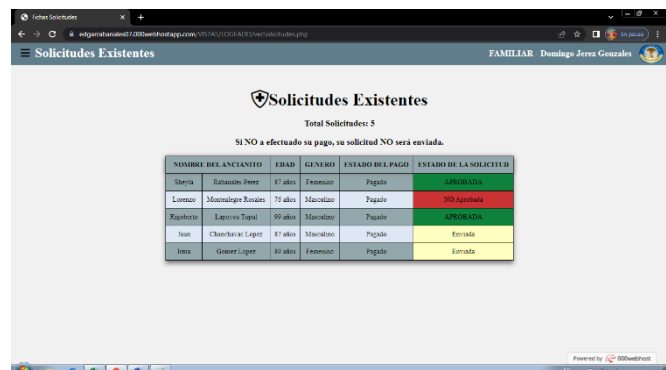 Fichas Solicitudes
edgarrabanales07.000webhostapp.com/VISTAS/LOGEADO/verSolicitudes.php
En pausa
Solicitudes Existentes
FAMILIAR - Domingo Jerez Gonzales
Solicitudes Existentes
Total Solicitudes: 5
Si NO a efectuado su pago, su solicitud NO será enviada.
NOMBRE DEL ANCIANITO EDAD GENERO ESTADO DEL PAGO ESTADO DE LA SOLICITUD
Sheyla Rabanales Perez 87 años Femenino Pagado APROBADA
Lorenzo Montealegre Rosales 76 años Masculino Pagado NO Aprobada
Rigoberto 99 años Masculino Pagado APROBADA
Chanchavac Lopez 87 años Masculino Pagado Enviada
Irma Gomez Lopez 89 años Femenino Pagado Enviada
Powered by 000webhost